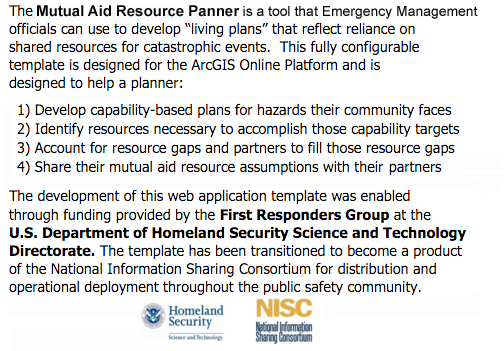 The Mutual Aid Resource Panner is a tool that Emergency Management
officials can use to develop “living plans” that reflect reliance on
shared resources for catastrophic events.  This fully configurable
template is designed for the ArcGIS Online Platform and is
designed to help a planner:
1) Develop capability-based plans for hazards their community faces
2) Identify resources necessary to accomplish those capability targets
3) Account for resource gaps and partners to fill those resource gaps
4) Share their mutual aid resource assumptions with their partners
The development of this web application template was enabled
through funding provided by the First Responders Group at the
U.S. Department of Homeland Security Science and Technology
Directorate. The template has been transitioned to become a product
of the National Information Sharing Consortium for distribution and
operational deployment throughout the public safety community.
Homeland
Security
Science and Technology
NISC
National Information
Sharing Consortium